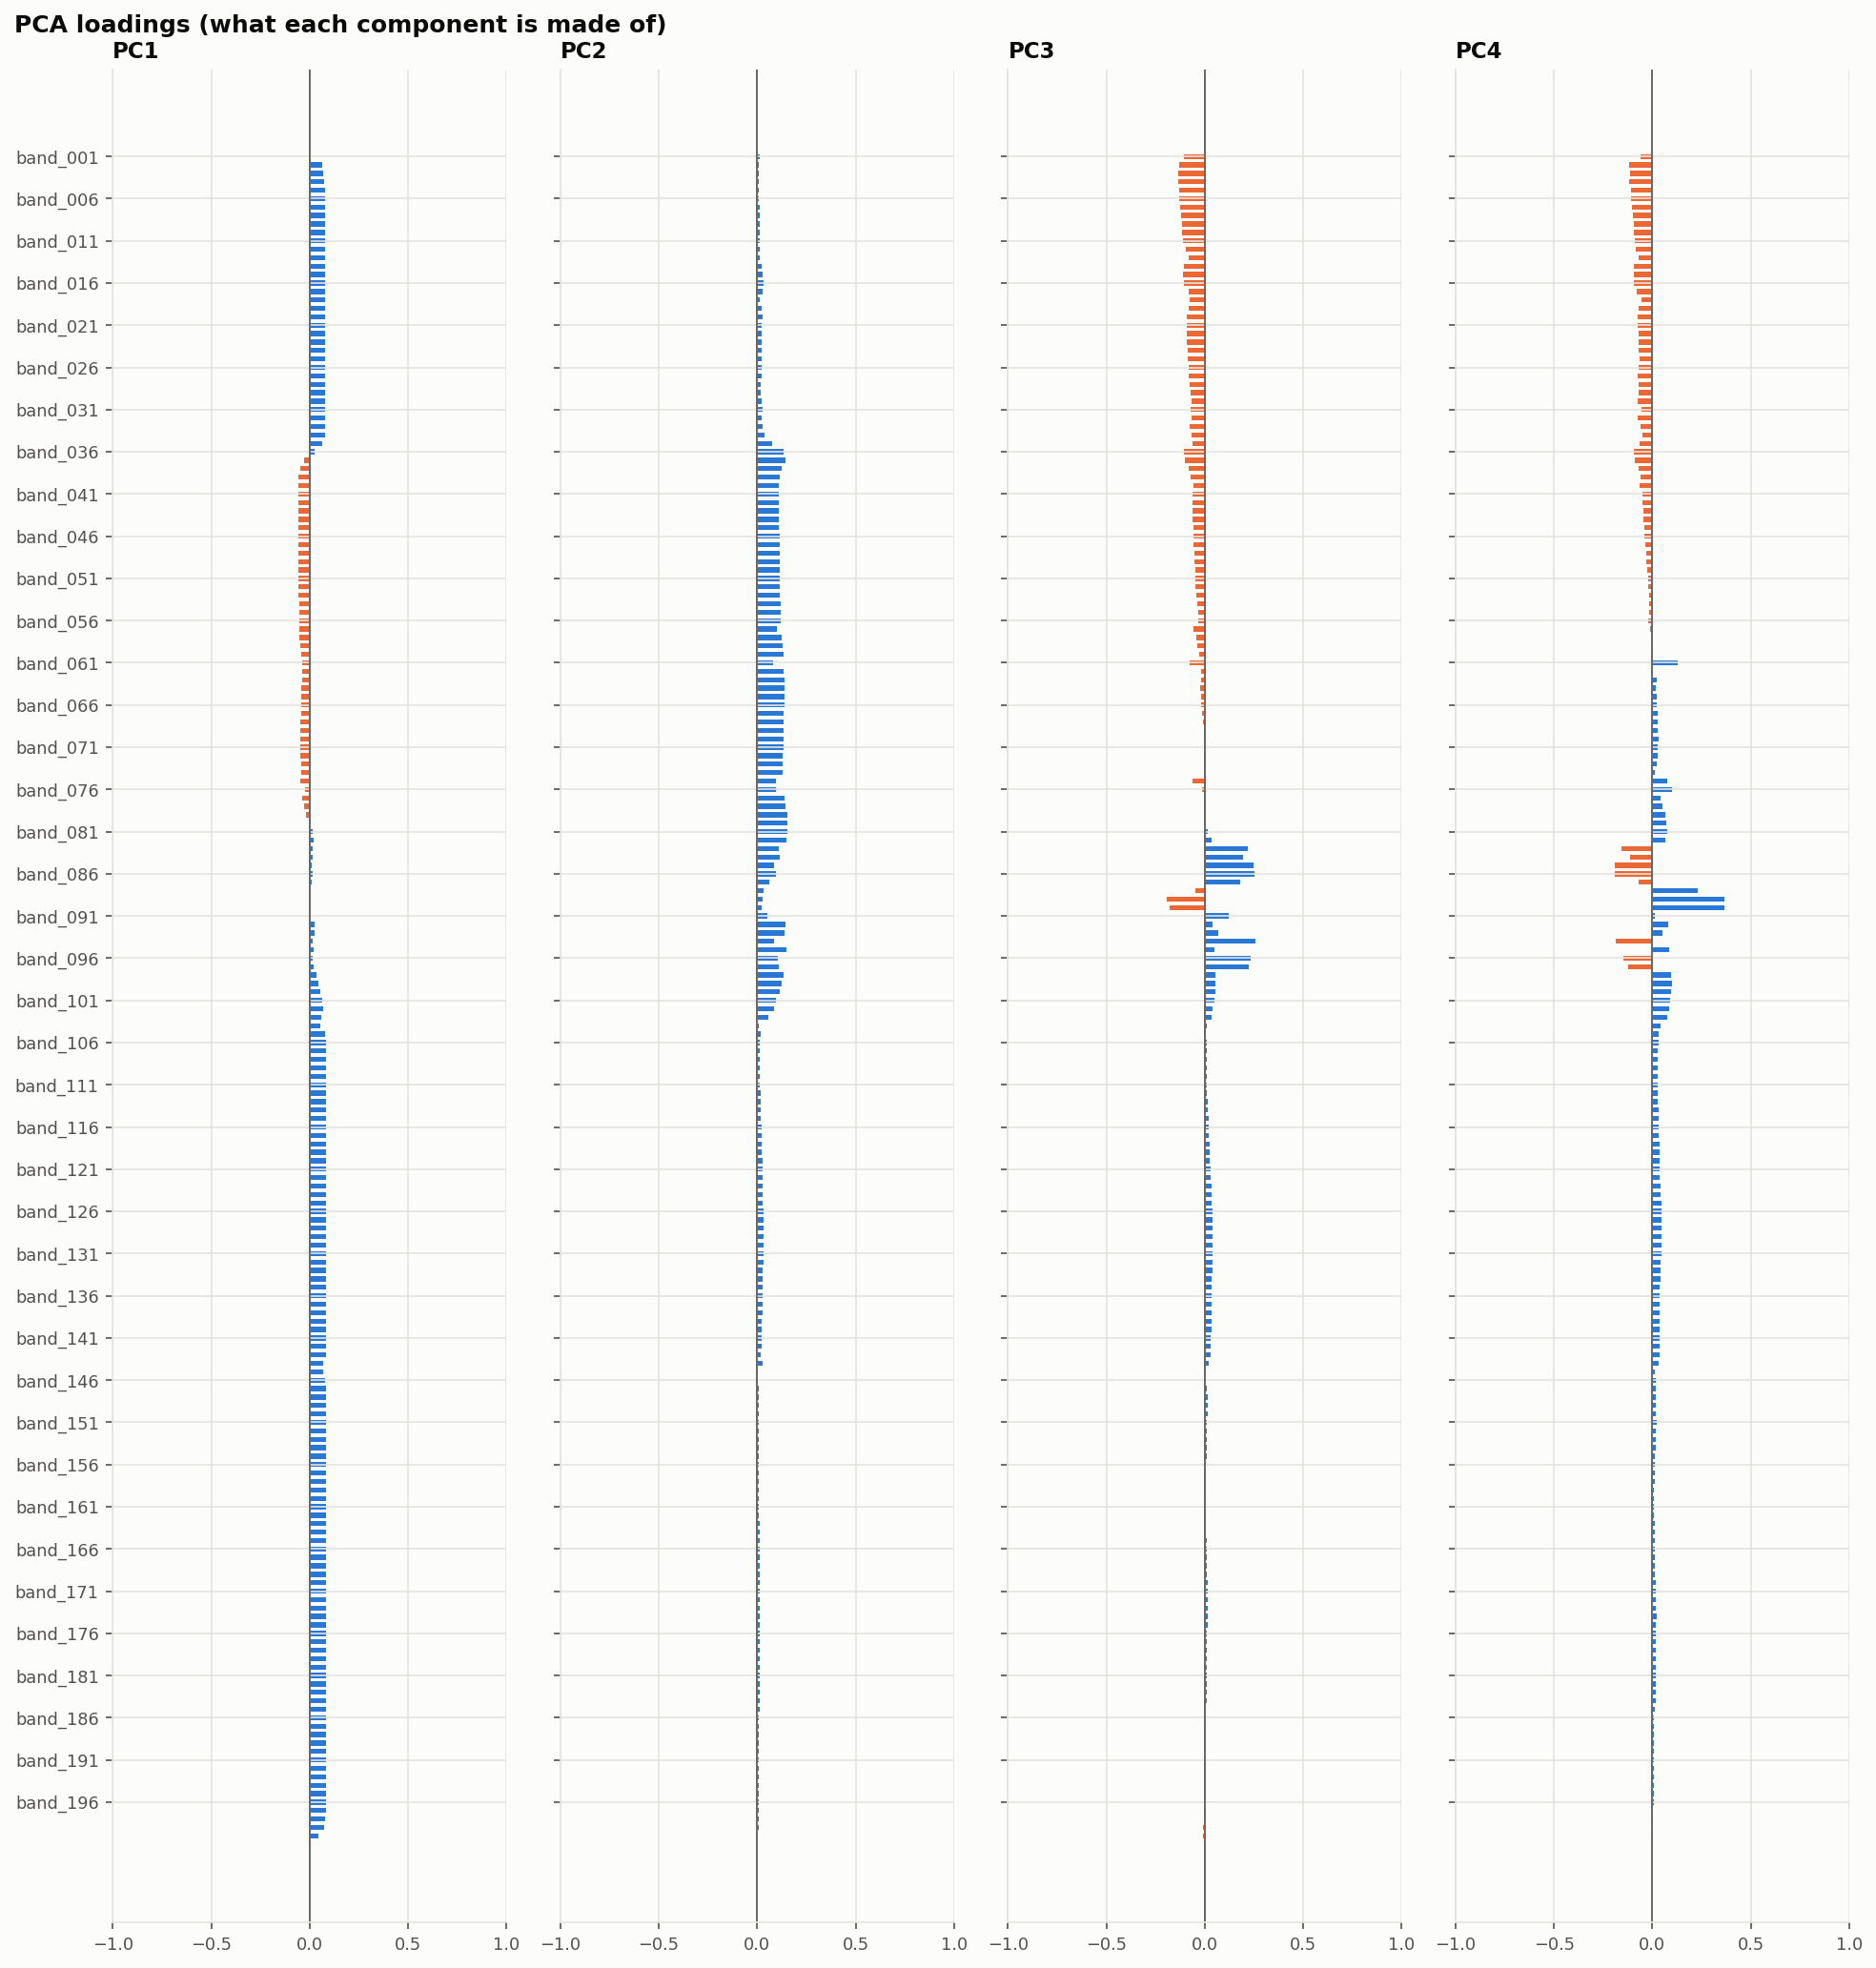 PCA loadings (what each component is made of)
PC1 PC2 PC3 PC4
band_001
band_006
band_011
band_016
band_021
band_026
band_031
band_036
band_041
band_046
band_051
band_056
band_061
band_066
band_071
band_076
band_081
band_086
band_091
band_096
band_101
band_106
band_111
band_116
band_121
band_126
band_131
band_136
band_141
band_146
band_151
band_156
band_161
band_166
band_171
band_176
band_181
band_186
band_191
band_196
−1.0 −0.5 0.0 0.5 1.0 −1.0 −0.5 0.0 0.5 1.0 −1.0 −0.5 0.0 0.5 1.0 −1.0 −0.5 0.0 0.5 1.0